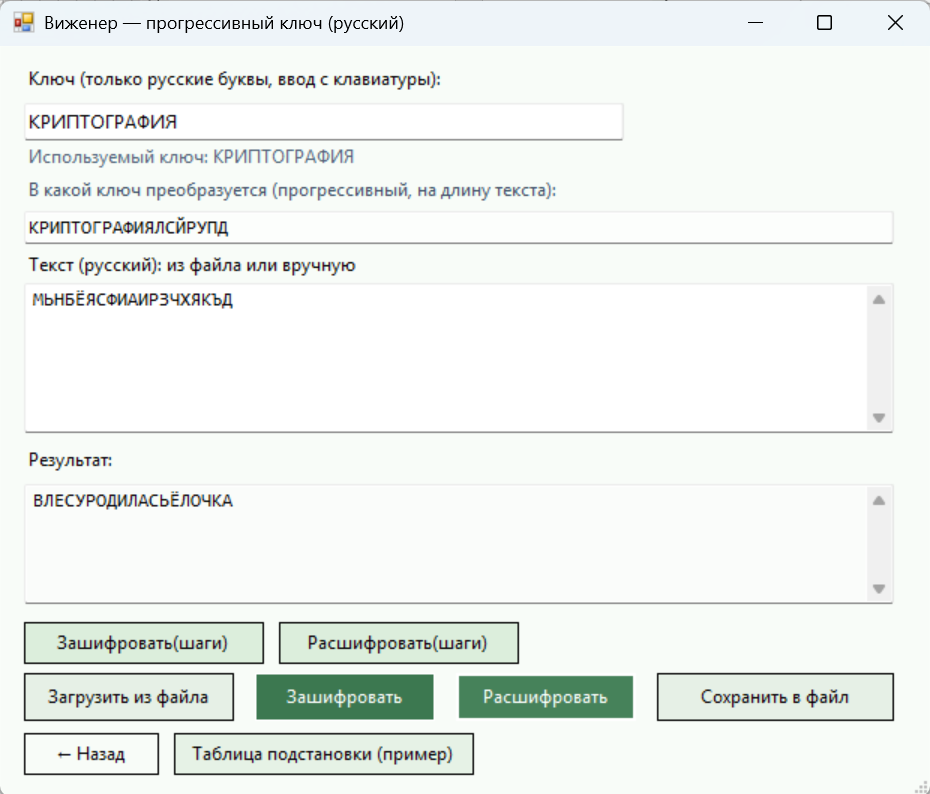 Виженер — прогрессивный ключ (русский)
Ключ (только русские буквы, ввод с клавиатуры):
КРИПТОГРАФИЯ
Используемый ключ: КРИПТОГРАФИЯ
В какой ключ преобразуется (прогрессивный, на длину текста):
КРИПТОГРАФИЯЛСЙРУПД
Текст (русский): из файла или вручную
МЬНБЁЯСФИАИРЗЧХЯКЪД
Результат:
ВЛЕСУРОДИЛАСЬЁЛОЧКА
Зашифровать(шаги) Расшифровать(шаги)
Загрузить из файла Зашифровать Расшифровать Сохранить в файл
← Назад Таблица подстановки (пример)